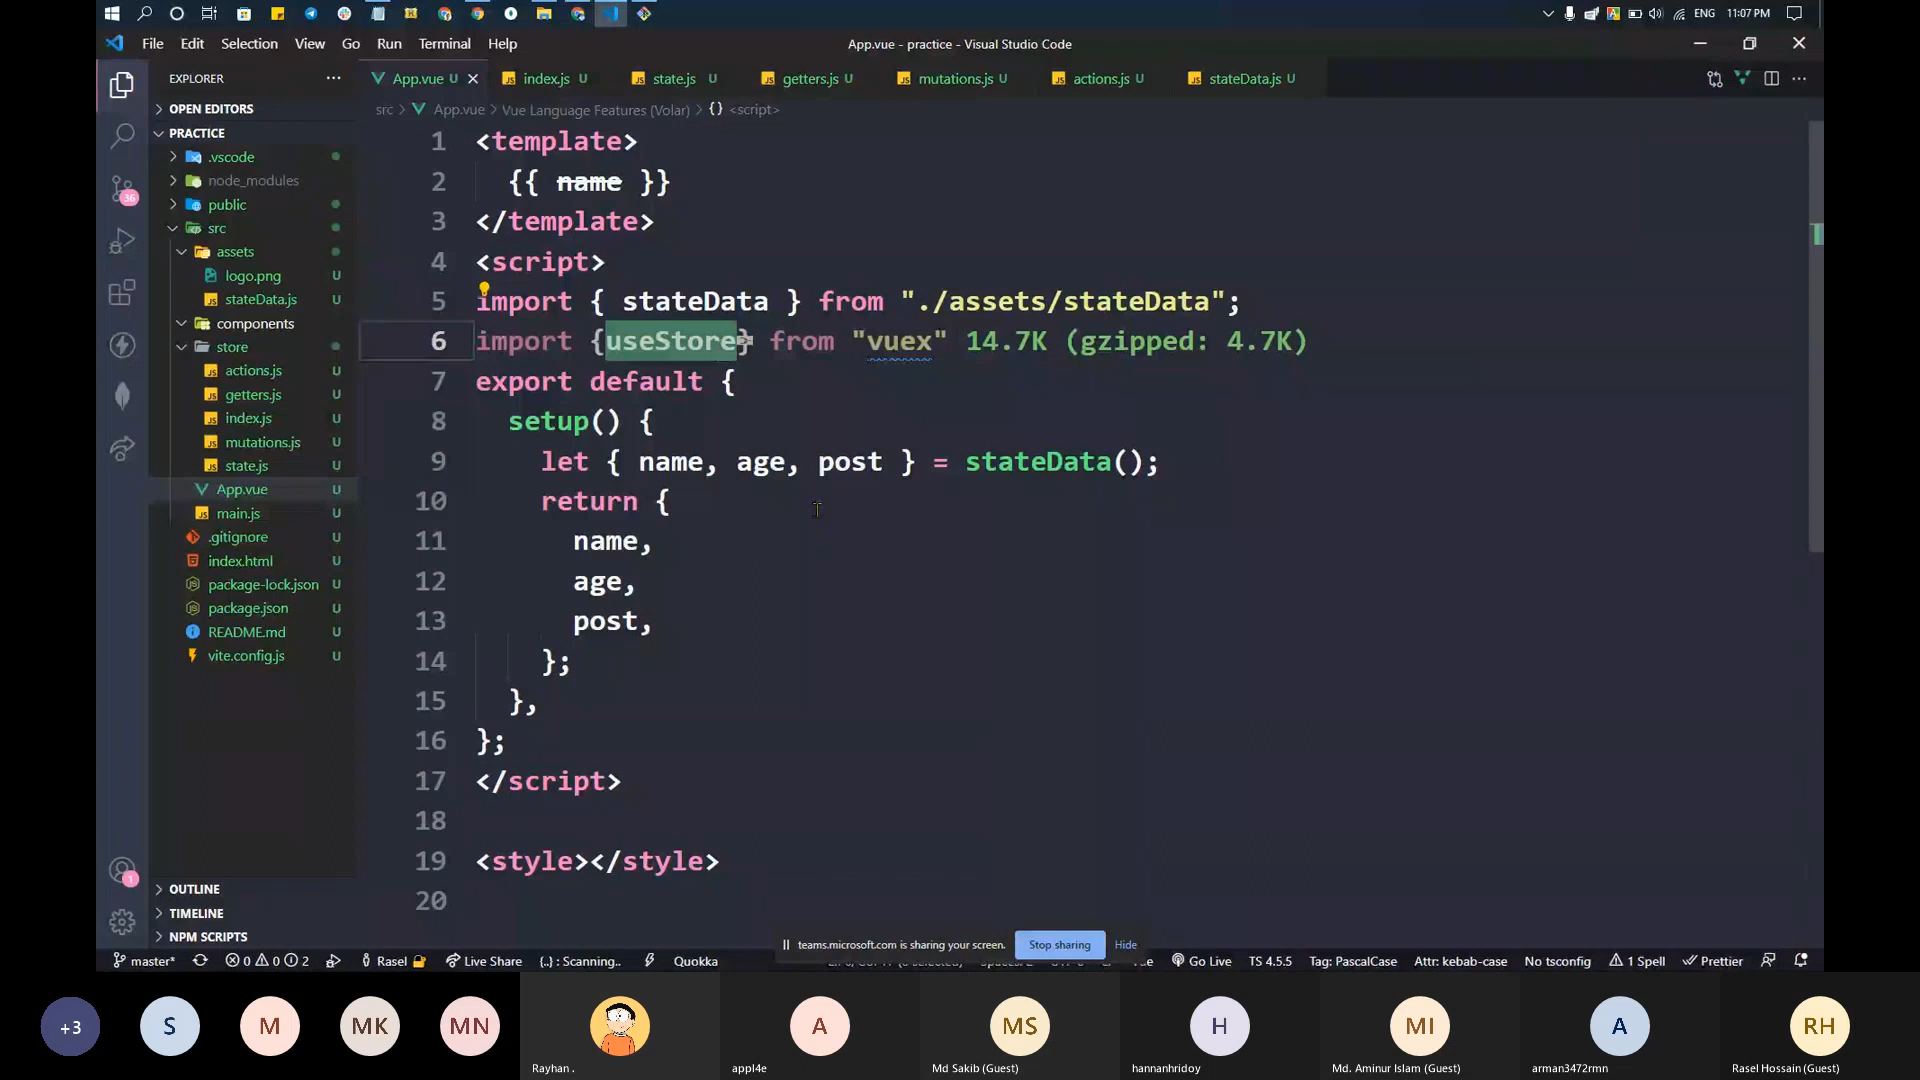 ENG 11:07 PM
File Edit Selection View Go Run Terminal Help
App.vue - practice - Visual Studio Code
EXPLORER ...
App.vue U
index.js U
state.js U
getters.js U
mutations.js U
actions.js U
stateData.js U
OPEN EDITORS
PRACTICE
.vscode
node_modules
public
src
assets
logo.png U
stateData.js U
components
store
actions.js U
getters.js U
index.js U
mutations.js U
state.js U
App.vue U
main.js U
.gitignore U
index.html U
package-lock.json U
package.json U
README.md U
vite.config.js U
OUTLINE
TIMELINE
NPM SCRIPTS
36
1
src > App.vue > Vue Language Features (Volar) > {} <script>
1 <template>
2 {{ name }}
3 </template>
4 <script>
5 import { stateData } from "./assets/stateData";
6 import {useStore} from "vuex" 14.7K (gzipped: 4.7K)
7 export default {
8 setup() {
9 let { name, age, post } = stateData();
10 return {
11 name,
12 age,
13 post,
14 };
15 },
16 };
17 </script>
18
19 <style></style>
20
teams.microsoft.com is sharing your screen. Stop sharing Hide
master* 0 0 2 Rasel Live Share {..} : Scanning.. Quokka
Go Live TS 4.5.5 Tag: PascalCase Attr: kebab-case No tsconfig 1 Spell Prettier
+3 S M MK MN A MS H MI A RH
Rayhan . appl4e Md Sakib (Guest) hannanhridoy Md. Aminur Islam (Guest) arman3472rmn Rasel Hossain (Guest)